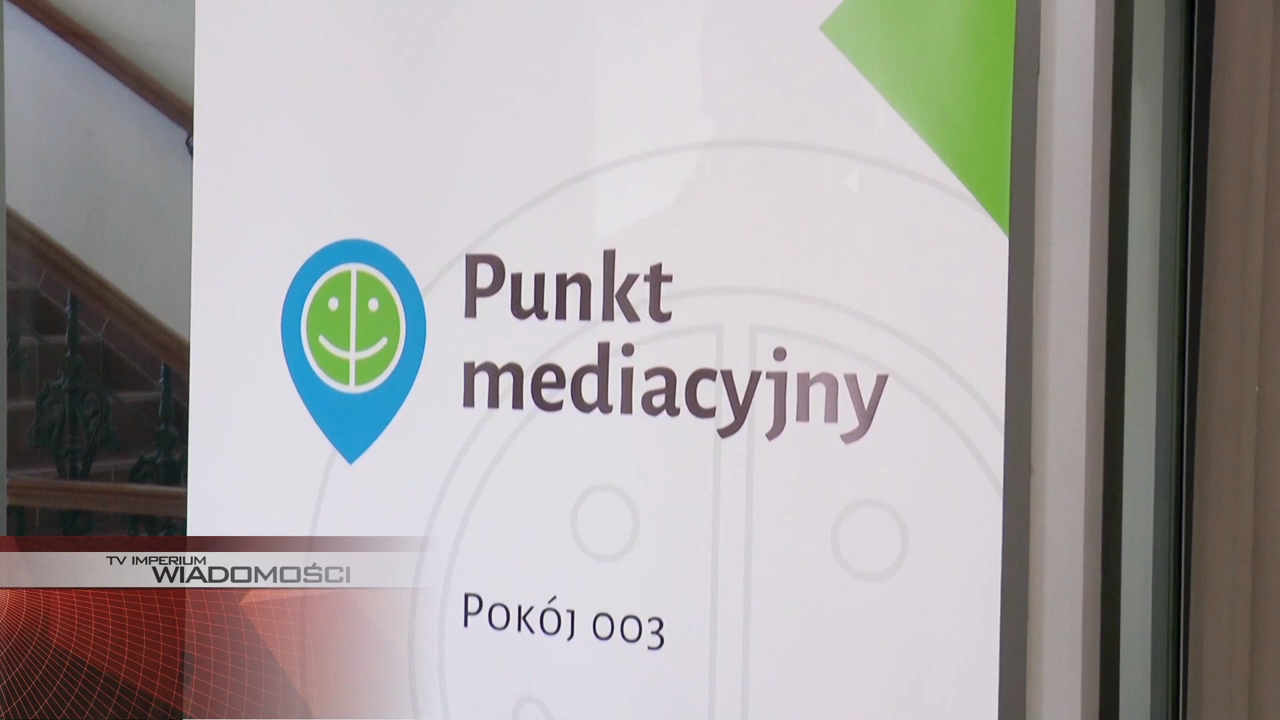 Punkt
mediacyjny
Pokój 003
TV IMPERIUM
WIADOMOŚCI